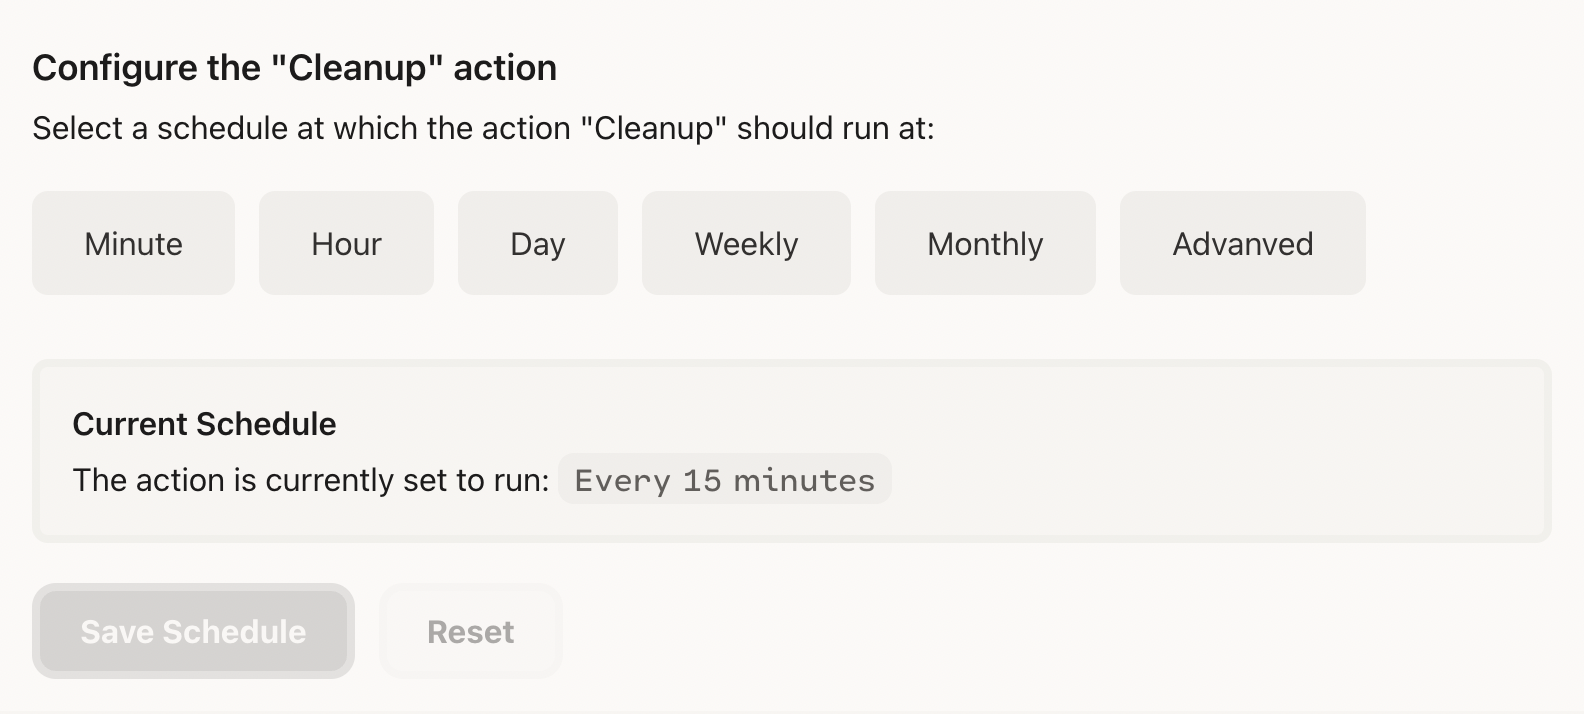 Configure the "Cleanup" action
Select a schedule at which the action "Cleanup" should run at:
Minute Hour Day Weekly Monthly Advanved
Current Schedule
The action is currently set to run: Every 15 minutes
Save Schedule Reset